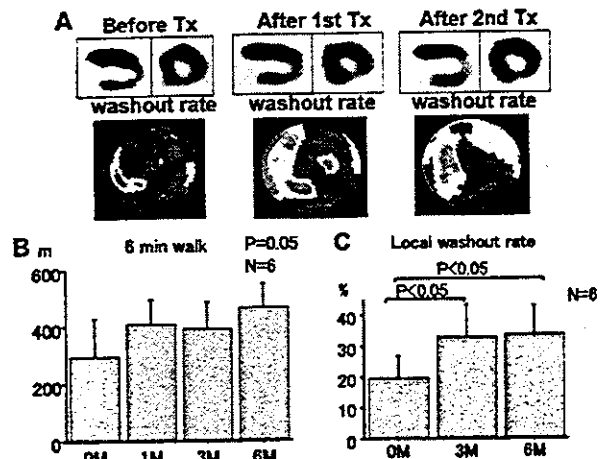 A Before Tx After 1st Tx After 2nd Tx
washout rate washout rate washout rate
B m 6 min walk P=0.05
N=6
600
400
200
0
0M 1M 3M 6M
C Local washout rate
P<0.05
P<0.05
N=6
%
40
30
20
10
0
0M 3M 6M